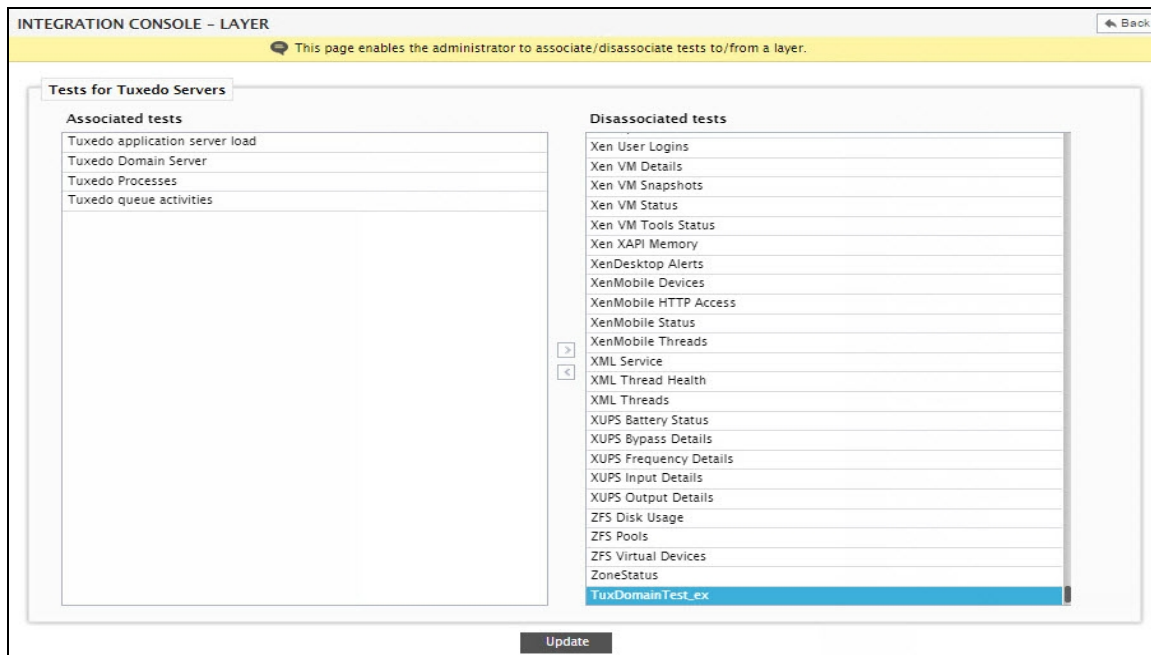 INTEGRATION CONSOLE – LAYER
Back
This page enables the administrator to associate/disassociate tests to/from a layer.
Tests for Tuxedo Servers
Associated tests
Tuxedo application server load
Tuxedo Domain Server
Tuxedo Processes
Tuxedo queue activities
Disassociated tests
Xen User Logins
Xen VM Details
Xen VM Snapshots
Xen VM Status
Xen VM Tools Status
Xen XAPI Memory
XenDesktop Alerts
XenMobile Devices
XenMobile HTTP Access
XenMobile Status
XenMobile Threads
XML Service
XML Thread Health
XML Threads
XUPS Battery Status
XUPS Bypass Details
XUPS Frequency Details
XUPS Input Details
XUPS Output Details
ZFS Disk Usage
ZFS Pools
ZFS Virtual Devices
ZoneStatus
TuxDomainTest_ex
>
<
Update